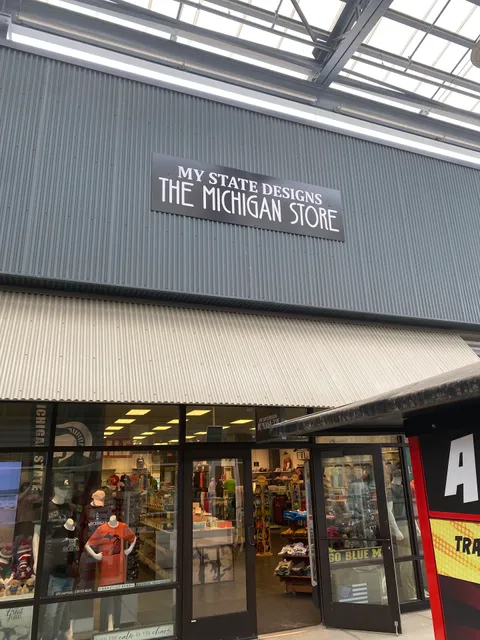 MY STATE DESIGNS
THE MICHIGAN STORE
GO BLUE M
A
TRA